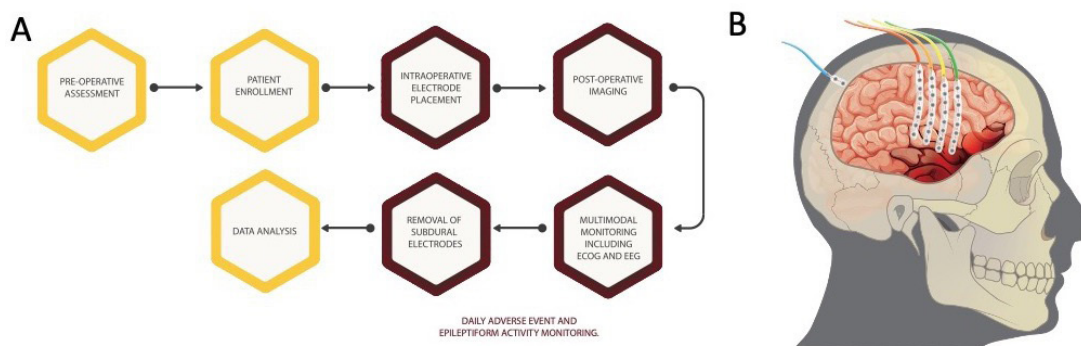 A
B
PRE-OPERATIVE
ASSESSMENT
PATIENT
ENROLLMENT
INTRAOPERATIVE
ELECTRODE
PLACEMENT
POST-OPERATIVE
IMAGING
DATA ANALYSIS
REMOVAL OF
SUBDURAL
ELECTRODES
MULTIMODAL
MONITORING
INCLUDING
ECOG AND EEG
DAILY ADVERSE EVENT AND
EPILEPTIFORM ACTIVITY MONITORING.